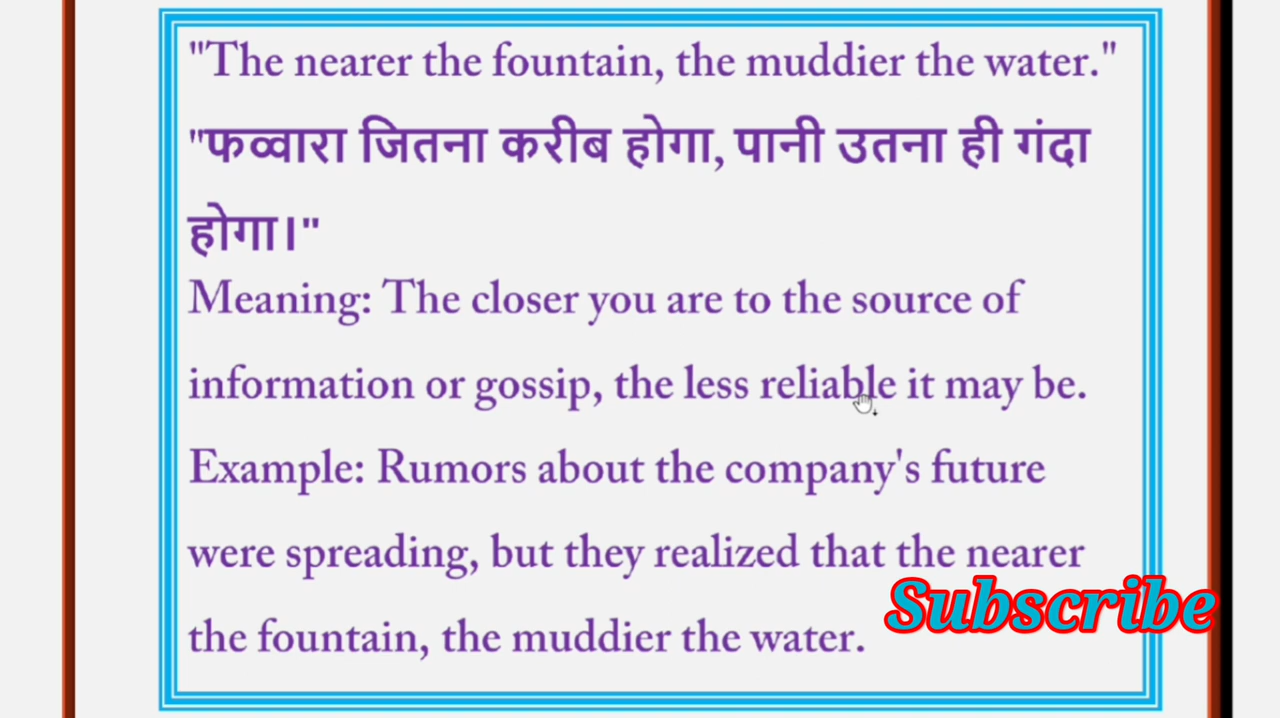 "The nearer the fountain, the muddier the water."
"फव्वारा जितना करीब होगा, पानी उतना ही गंदा
होगा।"
Meaning: The closer you are to the source of
information or gossip, the less reliable it may be.
Example: Rumors about the company's future
were spreading, but they realized that the nearer
the fountain, the muddier the water.
Subscribe